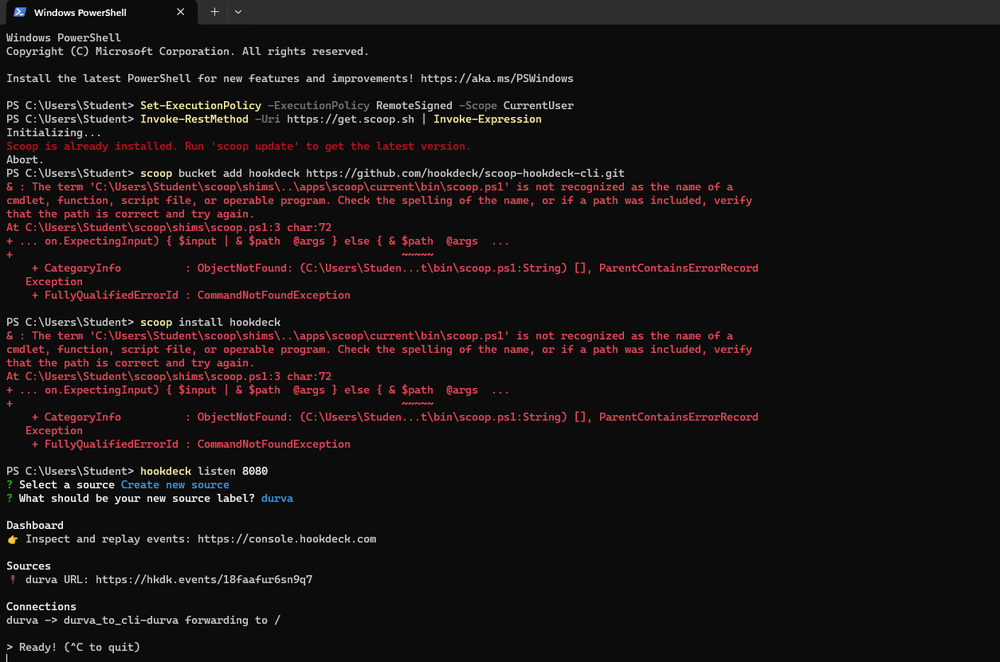 Windows PowerShell
Windows PowerShell
Copyright (C) Microsoft Corporation. All rights reserved.
Install the latest PowerShell for new features and improvements! https://aka.ms/PSWindows
PS C:\Users\Student> Set-ExecutionPolicy -ExecutionPolicy RemoteSigned -Scope CurrentUser
PS C:\Users\Student> Invoke-RestMethod -Uri https://get.scoop.sh | Invoke-Expression
Initializing...
Scoop is already installed. Run 'scoop update' to get the latest version.
Abort.
PS C:\Users\Student> scoop bucket add hookdeck https://github.com/hookdeck/scoop-hookdeck-cli.git
& : The term 'C:\Users\Student\scoop\shims\..\apps\scoop\current\bin\scoop.ps1' is not recognized as the name of a
cmdlet, function, script file, or operable program. Check the spelling of the name, or if a path was included, verify
that the path is correct and try again.
At C:\Users\Student\scoop\shims\scoop.ps1:3 char:72
+ ... on.ExpectingInput) { $input | & $path  @args } else { & $path  @args  ...
+                                                             ~~~~~
    + CategoryInfo          : ObjectNotFound: (C:\Users\Studen...t\bin\scoop.ps1:String) [], ParentContainsErrorRecord
   Exception
    + FullyQualifiedErrorId : CommandNotFoundException
PS C:\Users\Student> scoop install hookdeck
& : The term 'C:\Users\Student\scoop\shims\..\apps\scoop\current\bin\scoop.ps1' is not recognized as the name of a
cmdlet, function, script file, or operable program. Check the spelling of the name, or if a path was included, verify
that the path is correct and try again.
At C:\Users\Student\scoop\shims\scoop.ps1:3 char:72
+ ... on.ExpectingInput) { $input | & $path  @args } else { & $path  @args  ...
+                                                             ~~~~~
    + CategoryInfo          : ObjectNotFound: (C:\Users\Studen...t\bin\scoop.ps1:String) [], ParentContainsErrorRecord
   Exception
    + FullyQualifiedErrorId : CommandNotFoundException
PS C:\Users\Student> hookdeck listen 8080
? Select a source Create new source
? What should be your new source label? durva
Dashboard
👉 Inspect and replay events: https://console.hookdeck.com
Sources
🔌 durva URL: https://hkdk.events/18faafur6sn9q7
Connections
durva -> durva_to_cli-durva forwarding to /
> Ready! (^C to quit)